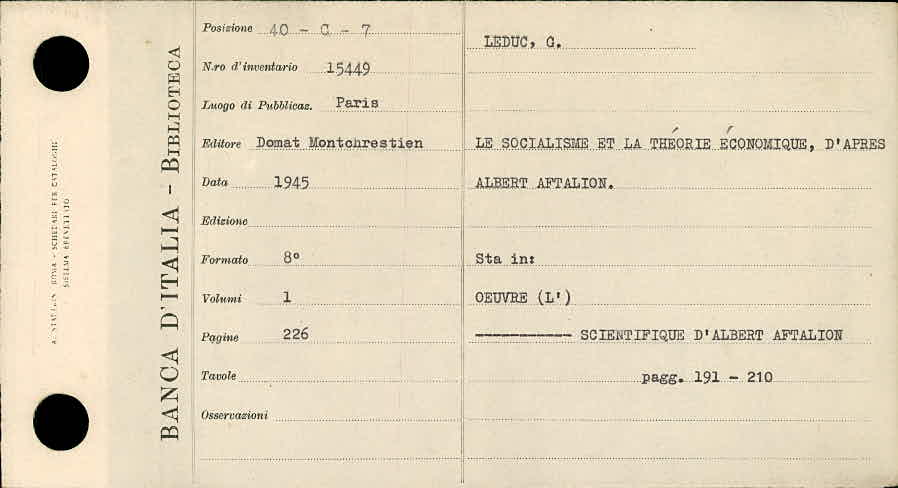 BANCA D'ITALIA - BIBLIOTECA
Posizione 40 - C - 7
N.ro d'inventario 15449
Luogo di Pubblicaz. Paris
Editore Domat Montchrestien
Data 1945
Edizione
Formato 8°
Volumi 1
Pagine 226
Tavole
Osservazioni
LEDUC, G.
LE SOCIALISME ET LA THÉORIE ÉCONOMIQUE, D'APRES
ALBERT AFTALION.
Sta in:
OEUVRE (L')
----------- SCIENTIFIQUE D'ALBERT AFTALION
pagg. 191 - 210